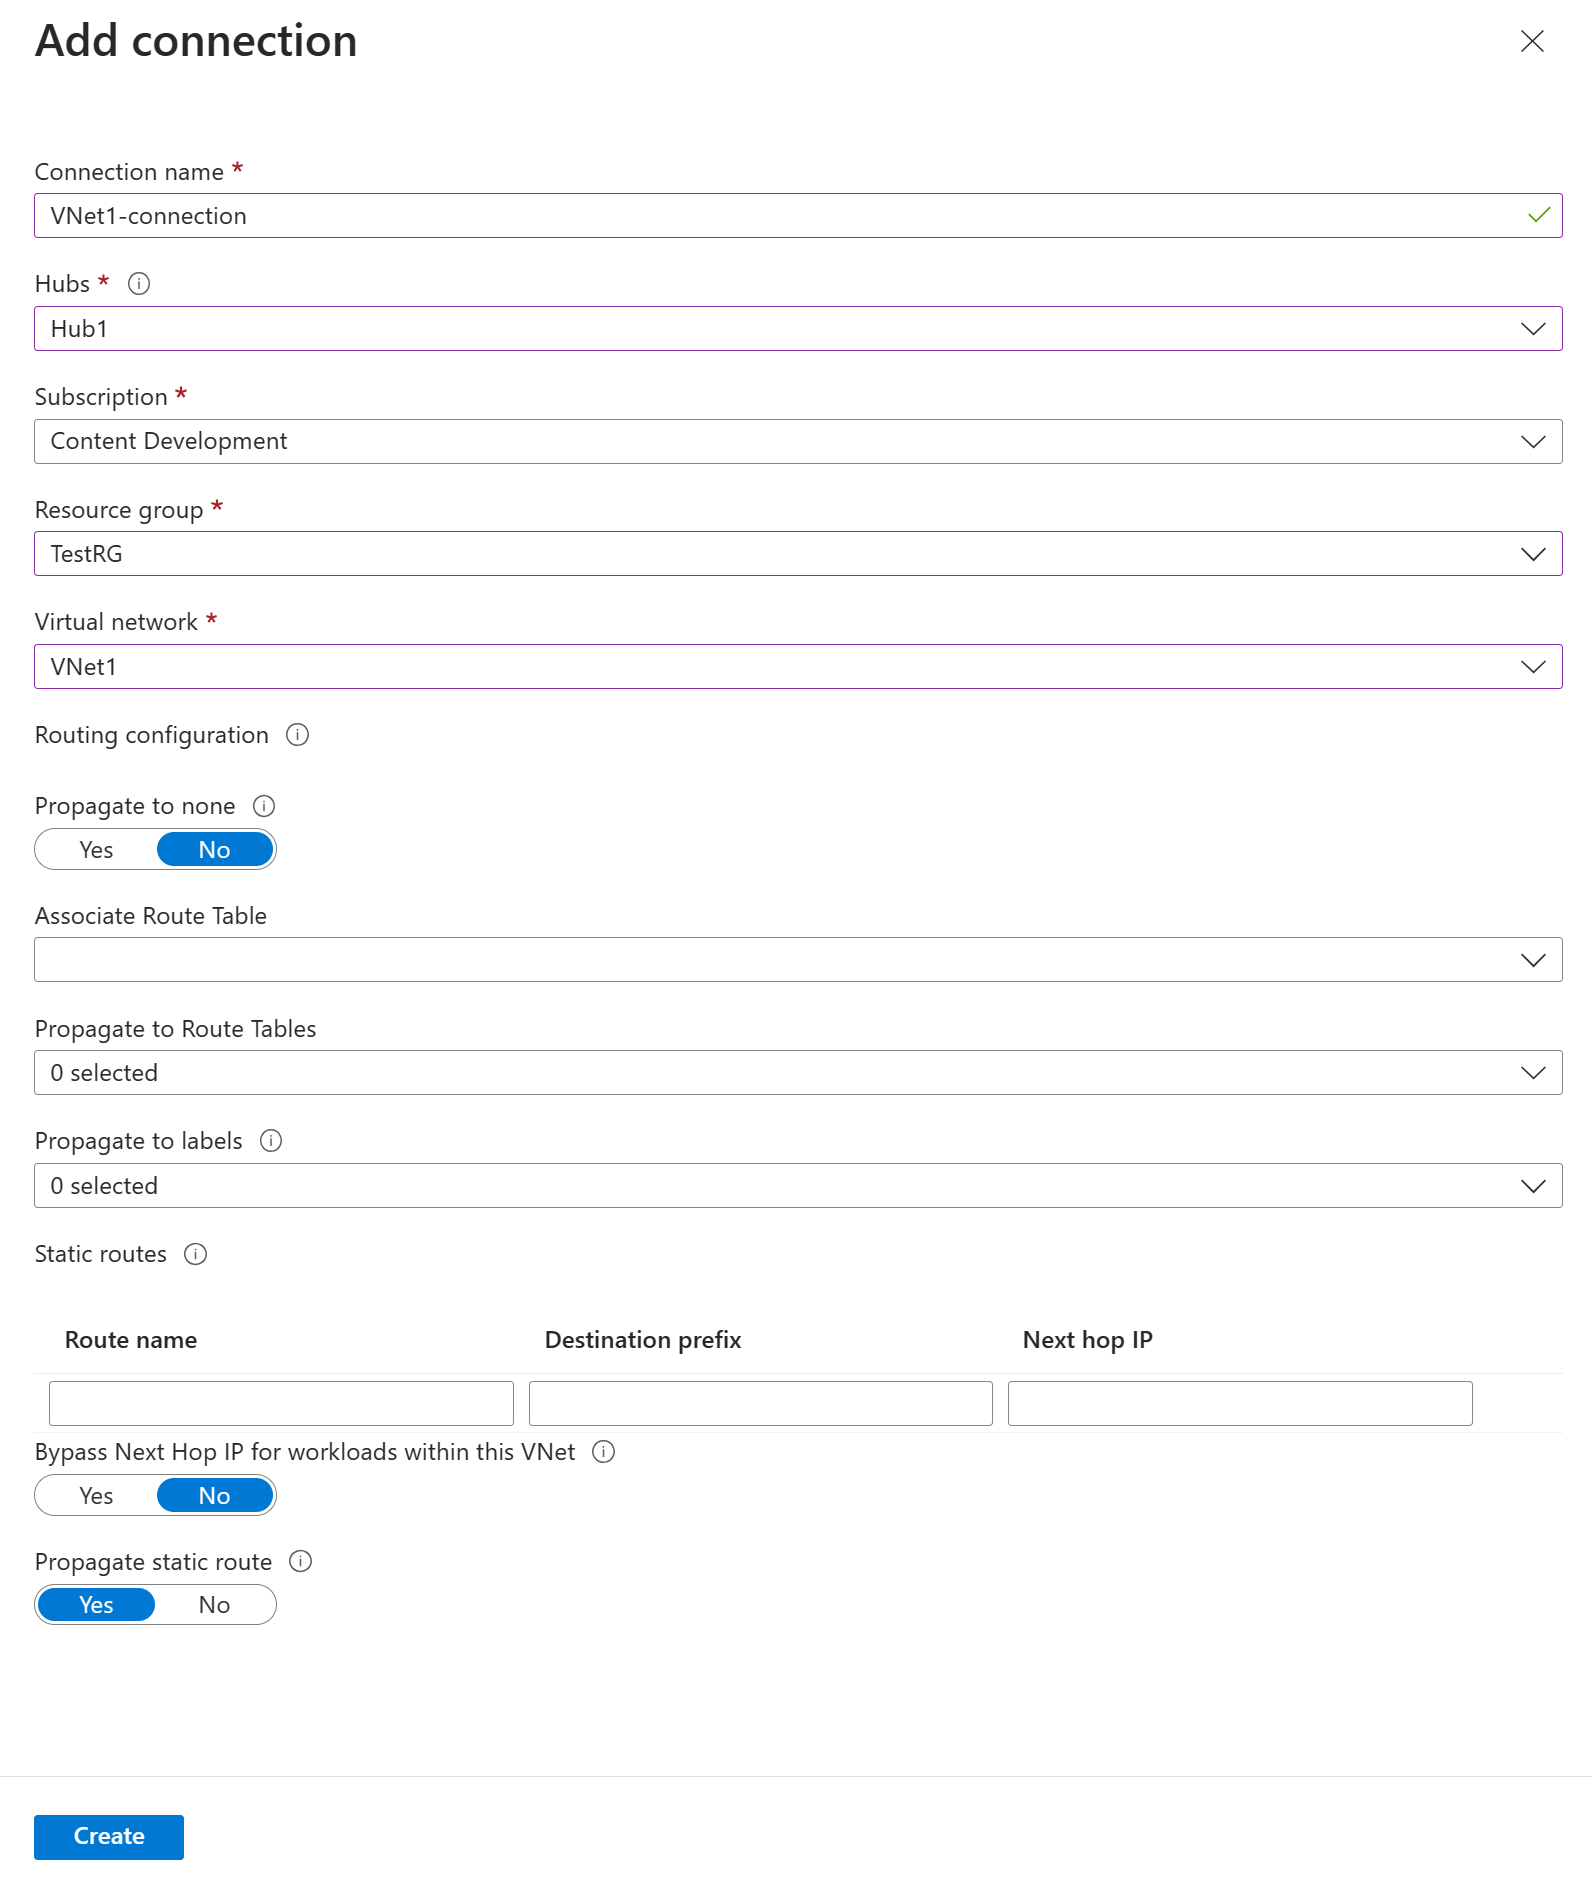 Add connection
Connection name *
VNet1-connection
Hubs *
Hub1
Subscription *
Content Development
Resource group *
TestRG
Virtual network *
VNet1
Routing configuration
Propagate to none
Yes No
Associate Route Table
Propagate to Route Tables
0 selected
Propagate to labels
0 selected
Static routes
Route name Destination prefix Next hop IP
Bypass Next Hop IP for workloads within this VNet
Yes No
Propagate static route
Yes No
Create